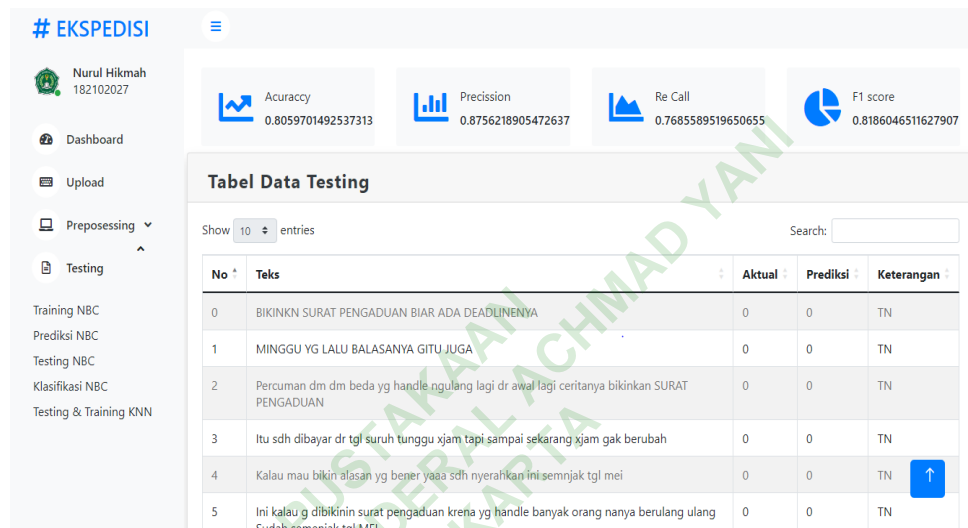 # EKSPEDISI
Nurul Hikmah
182102027
Dashboard
Upload
Preposessing
Testing
Training NBC
Prediksi NBC
Testing NBC
Klasifikasi NBC
Testing & Training KNN
Acuraccy
0.8059701492537313
Precission
0.8756218905472637
Re Call
0.7685589519650655
F1 score
0.8186046511627907
Tabel Data Testing
Show 10 entries
Search:
No Teks Aktual Prediksi Keterangan
0 BIKINKN SURAT PENGADUAN BIAR ADA DEADLINENYA 0 0 TN
1 MINGGU YG LALU BALASANYA GITU JUGA 0 0 TN
2 Percuman dm dm beda yg handle ngulang lagi dr awal lagi ceritanya bikinkan SURAT 0 0 TN
PENGADUAN
3 Itu sdh dibayar dr tgl suruh tunggu xjam tapi sampai sekarang xjam gak berubah 0 0 TN
4 Kalau mau bikin alasan yg bener yaaa sdh nyerahkan ini semnjak tgl mei 0 0 TN
5 Ini kalau g dibikinin surat pengaduan krena yg handle banyak orang nanya berulang ulang 0 0 TN
Sudah semenjak tgl MEI
PUSTAKAAN
DERAL ACHMAD YANI
KARTA